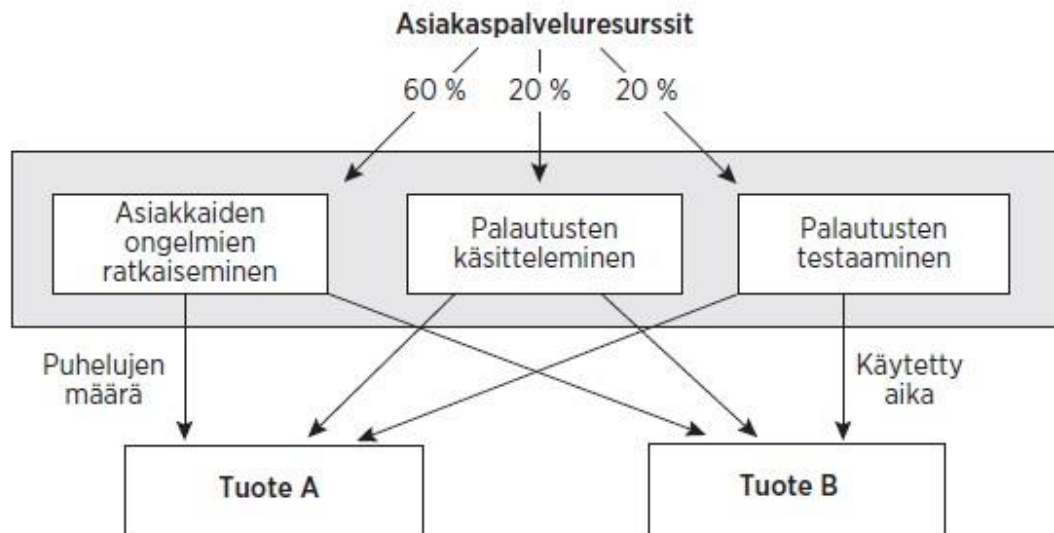 Asiakaspalveluresurssit
60 % 20 % 20 %
Asiakkaiden
ongelmien
ratkaiseminen
Palautusten
käsitteleminen
Palautusten
testaaminen
Puhelujen
määrä
Käytetty
aika
Tuote A
Tuote B